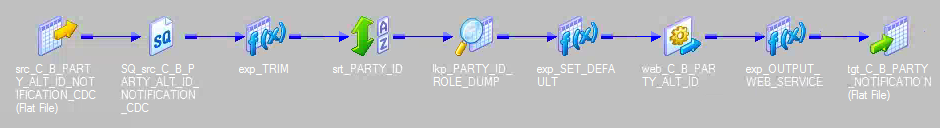 src_C_B_PART
Y_ALT_ID_NOT
IFICATION_CDC
(Flat File)
SQ
SQ_src_C_B_P
ARTY_ALT_ID_
NOTIFICATION
_CDC
f(x)
exp_TRIM
A
Z
srt_PARTY_ID
lkp_PARTY_ID_
ROLE_DUMP
f(x)
exp_SET_DEFA
ULT
web_C_B_PAR
TY_ALT_ID
f(x)
exp_OUTPUT_
WEB_SERVICE
tgt_C_B_PARTY
_NOTIFICATION
(Flat File)